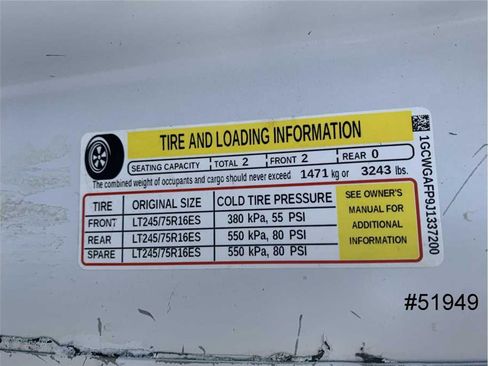 TIRE AND LOADING INFORMATION
SEATING CAPACITY TOTAL 2 FRONT 2 REAR 0
The combined weight of occupants and cargo should never exceed 1471 kg or 3243 lbs.
TIRE ORIGINAL SIZE COLD TIRE PRESSURE
FRONT LT245/75R16ES 380 kPa, 55 PSI
REAR LT245/75R16ES 550 kPa, 80 PSI
SPARE LT245/75R16ES 550 kPa, 80 PSI
SEE OWNER'S
MANUAL FOR
ADDITIONAL
INFORMATION
1GCWGAFP9J1337200
#51949